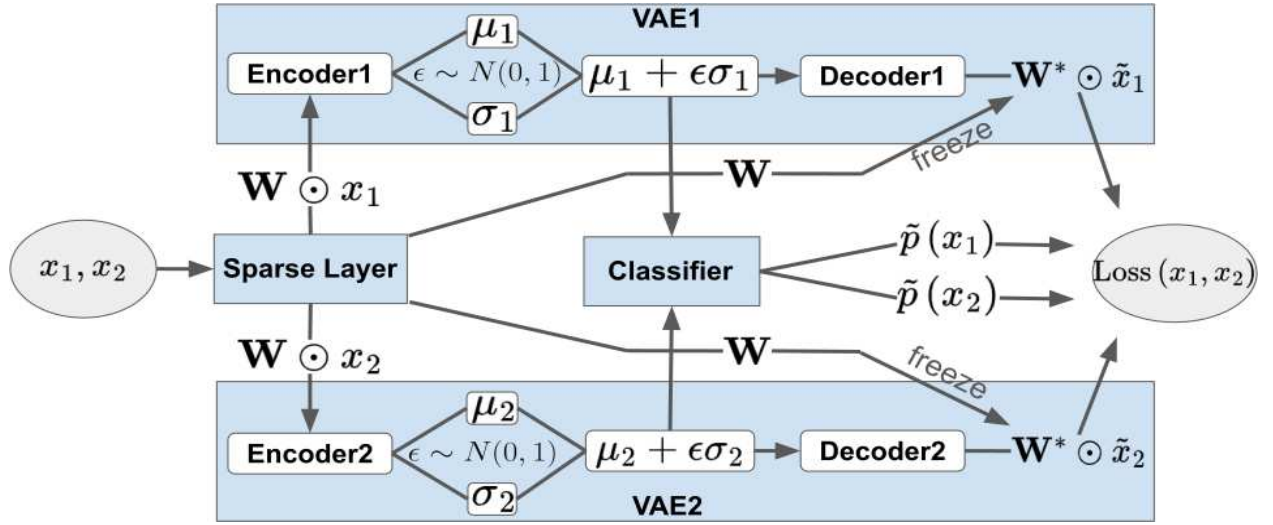 VAE1
μ₁
Encoder1
ϵ ∼ N(0, 1)
μ₁ + ϵσ₁
Decoder1
W* ⊙ x̃₁
σ₁
freeze
W
W ⊙ x₁
p̃ (x₁)
x₁, x₂
Sparse Layer
Classifier
Loss (x₁, x₂)
p̃ (x₂)
W ⊙ x₂
W
freeze
μ₂
Encoder2
ϵ ∼ N(0, 1)
μ₂ + ϵσ₂
Decoder2
W* ⊙ x̃₂
σ₂
VAE2